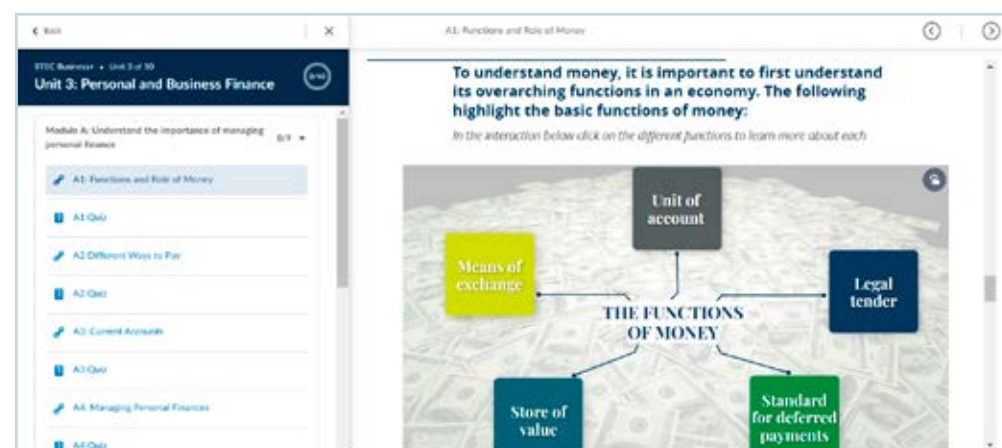 Back
BTEC Business • Unit 3 of 10
Unit 3: Personal and Business Finance
Module A: Understand the importance of managing
personal finance
0/9
A1: Functions and Role of Money
A1 Quiz
A2 Different Ways to Pay
A2 Quiz
A3: Current Accounts
A3 Quiz
A4: Managing Personal Finances
A4 Quiz
A1: Functions and Role of Money
To understand money, it is important to first understand
its overarching functions in an economy. The following
highlight the basic functions of money:
In the interaction below click on the different functions to learn more about each
Unit of
account
Means of
exchange
Legal
tender
THE FUNCTIONS
OF MONEY
Store of
value
Standard
for deferred
payments